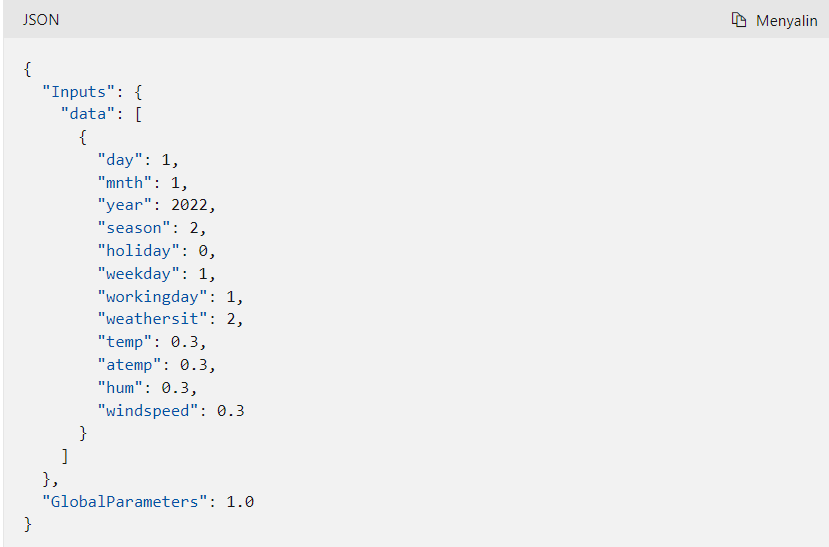 JSON
Menyalin
{
  "Inputs": {
    "data": [
      {
        "day": 1,
        "mnth": 1,
        "year": 2022,
        "season": 2,
        "holiday": 0,
        "weekday": 1,
        "workingday": 1,
        "weathersit": 2,
        "temp": 0.3,
        "atemp": 0.3,
        "hum": 0.3,
        "windspeed": 0.3
      }
    ]
  },
  "GlobalParameters": 1.0
}